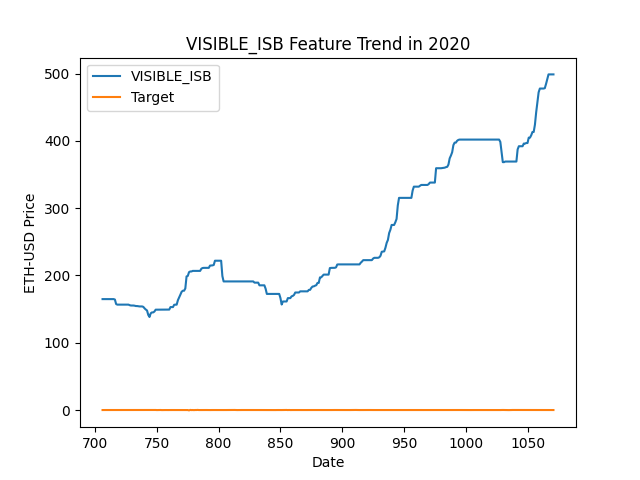 VISIBLE_ISB Feature Trend in 2020
VISIBLE_ISB
Target
ETH-USD Price
500
400
300
200
100
0
700 750 800 850 900 950 1000 1050
Date